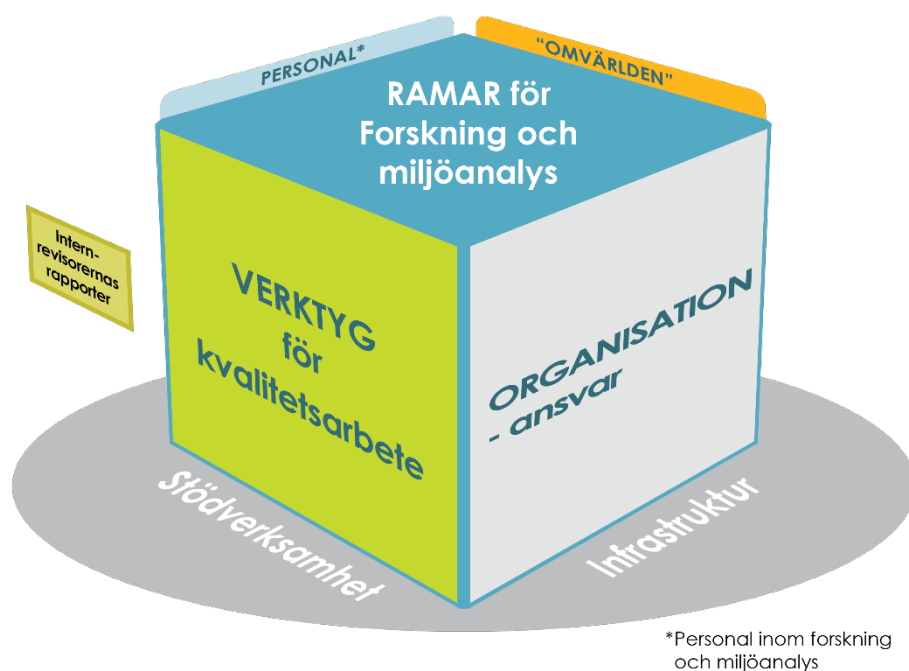 PERSONAL*
"OMVÄRLDEN"
RAMAR för
Forskning och
miljöanalys
Intern-
revisorernas
rapporter
VERKTYG
för
kvalitetsarbete
ORGANISATION
- ansvar
Stödverksamhet
Infrastruktur
*Personal inom forskning
och miljöanalys